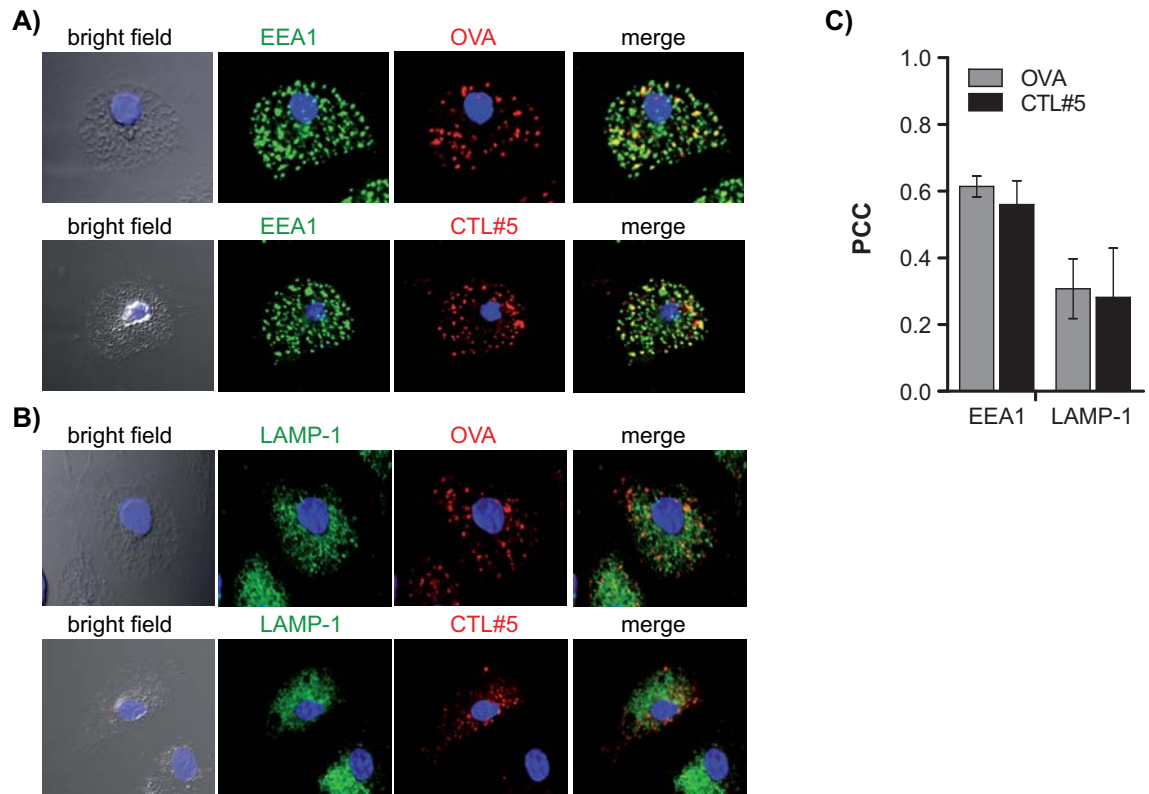 A)
bright field EEA1 OVA merge
bright field EEA1 CTL#5 merge
B)
bright field LAMP-1 OVA merge
bright field LAMP-1 CTL#5 merge
C)
PCC
1.0
0.8
0.6
0.4
0.2
0.0
OVA
CTL#5
EEA1 LAMP-1